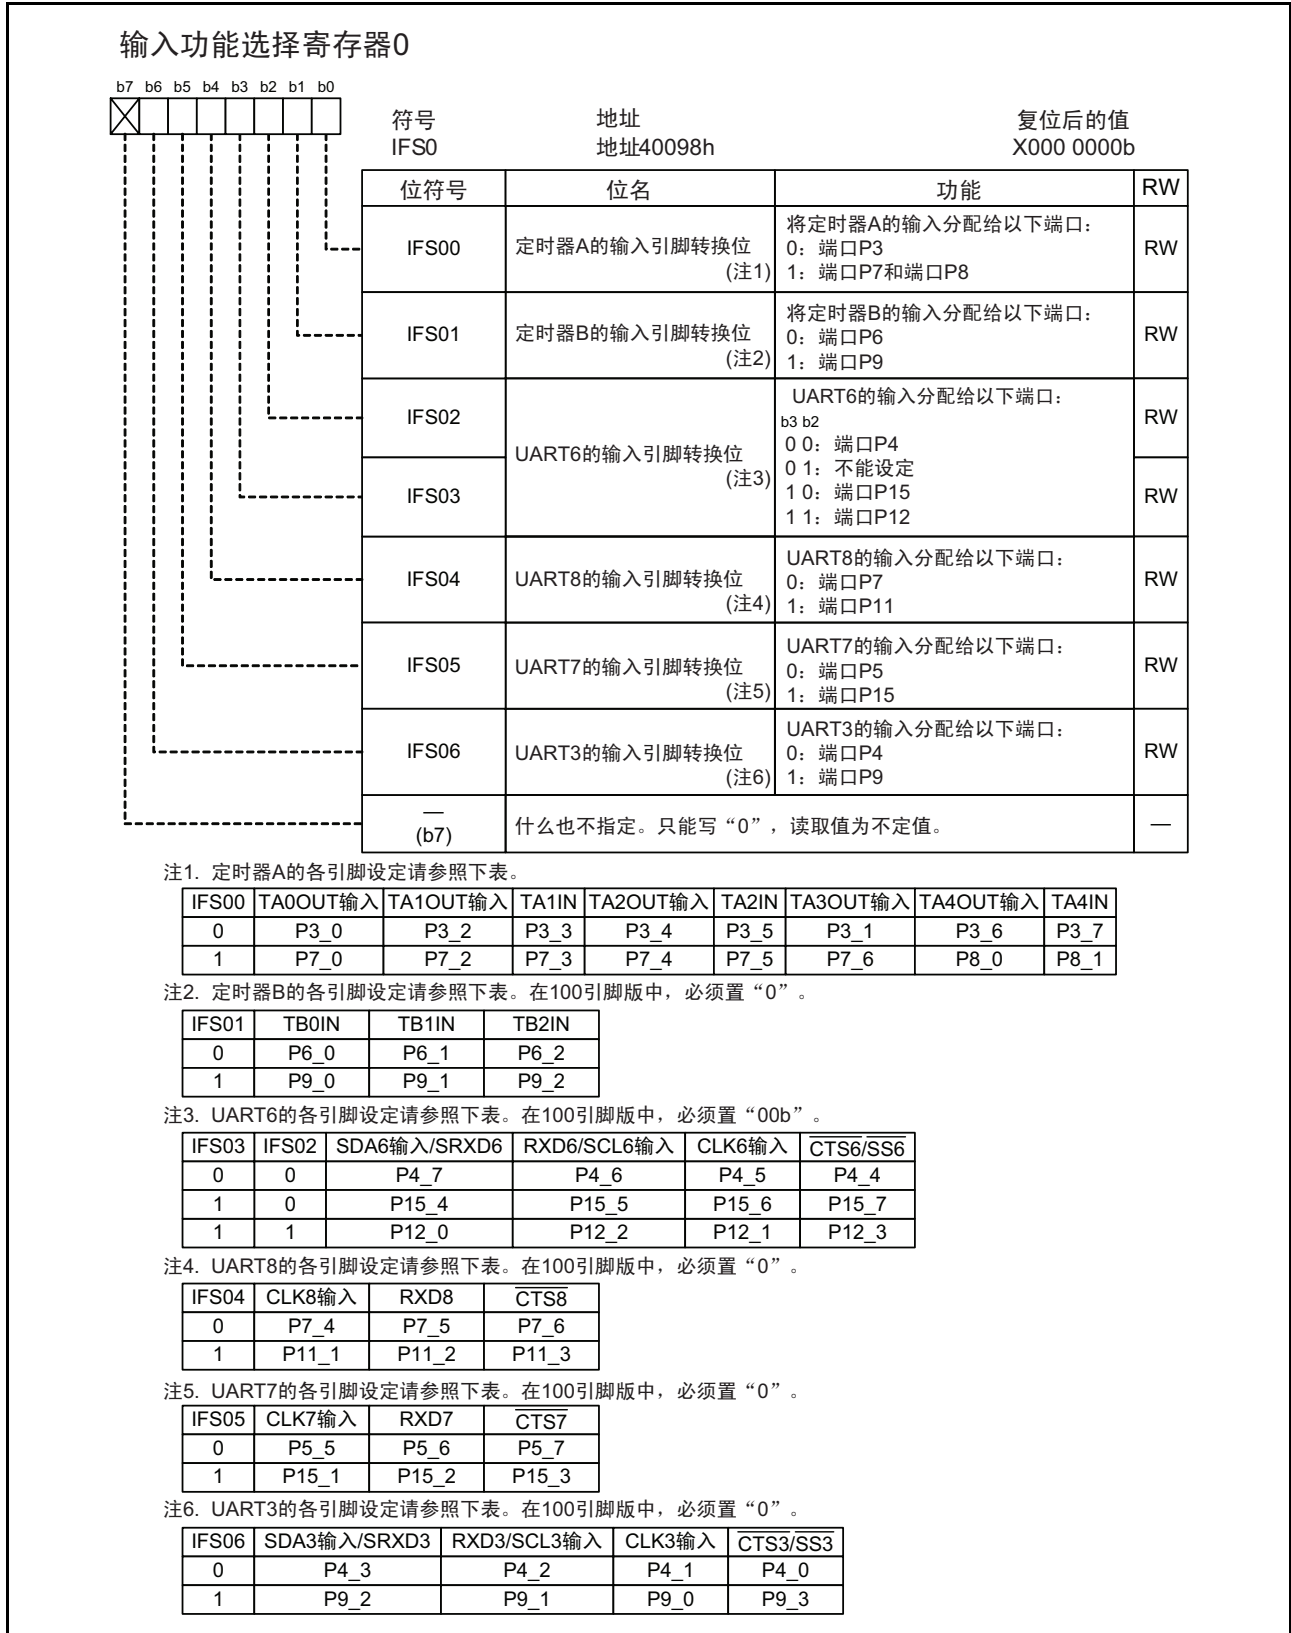 输入功能选择寄存器0
b7 b6 b5 b4 b3 b2 b1 b0
符号 地址 复位后的值
IFS0 地址40098h X000 0000b
位符号 位名 功能 RW
IFS00 定时器A的输入引脚转换位 (注1) 将定时器A的输入分配给以下端口： RW
0：端口P3
1：端口P7和端口P8
IFS01 定时器B的输入引脚转换位 (注2) 将定时器B的输入分配给以下端口： RW
0：端口P6
1：端口P9
IFS02 UART6的输入引脚转换位 (注3) UART6的输入分配给以下端口： RW
b3 b2
0 0：端口P4
0 1：不能设定
IFS03 1 0：端口P15 RW
1 1：端口P12
IFS04 UART8的输入引脚转换位 (注4) UART8的输入分配给以下端口： RW
0：端口P7
1：端口P11
IFS05 UART7的输入引脚转换位 (注5) UART7的输入分配给以下端口： RW
0：端口P5
1：端口P15
IFS06 UART3的输入引脚转换位 (注6) UART3的输入分配给以下端口： RW
0：端口P4
1：端口P9
— (b7) 什么也不指定。只能写“0”，读取值为不定值。 —
注1. 定时器A的各引脚设定请参照下表。
IFS00 TA0OUT输入 TA1OUT输入 TA1IN TA2OUT输入 TA2IN TA3OUT输入 TA4OUT输入 TA4IN
0 P3_0 P3_2 P3_3 P3_4 P3_5 P3_1 P3_6 P3_7
1 P7_0 P7_2 P7_3 P7_4 P7_5 P7_6 P8_0 P8_1
注2. 定时器B的各引脚设定请参照下表。在100引脚版中，必须置“0”。
IFS01 TB0IN TB1IN TB2IN
0 P6_0 P6_1 P6_2
1 P9_0 P9_1 P9_2
注3. UART6的各引脚设定请参照下表。在100引脚版中，必须置“00b”。
IFS03 IFS02 SDA6输入/SRXD6 RXD6/SCL6输入 CLK6输入 CTS6/SS6
0 0 P4_7 P4_6 P4_5 P4_4
1 0 P15_4 P15_5 P15_6 P15_7
1 1 P12_0 P12_2 P12_1 P12_3
注4. UART8的各引脚设定请参照下表。在100引脚版中，必须置“0”。
IFS04 CLK8输入 RXD8 CTS8
0 P7_4 P7_5 P7_6
1 P11_1 P11_2 P11_3
注5. UART7的各引脚设定请参照下表。在100引脚版中，必须置“0”。
IFS05 CLK7输入 RXD7 CTS7
0 P5_5 P5_6 P5_7
1 P15_1 P15_2 P15_3
注6. UART3的各引脚设定请参照下表。在100引脚版中，必须置“0”。
IFS06 SDA3输入/SRXD3 RXD3/SCL3输入 CLK3输入 CTS3/SS3
0 P4_3 P4_2 P4_1 P4_0
1 P9_2 P9_1 P9_0 P9_3